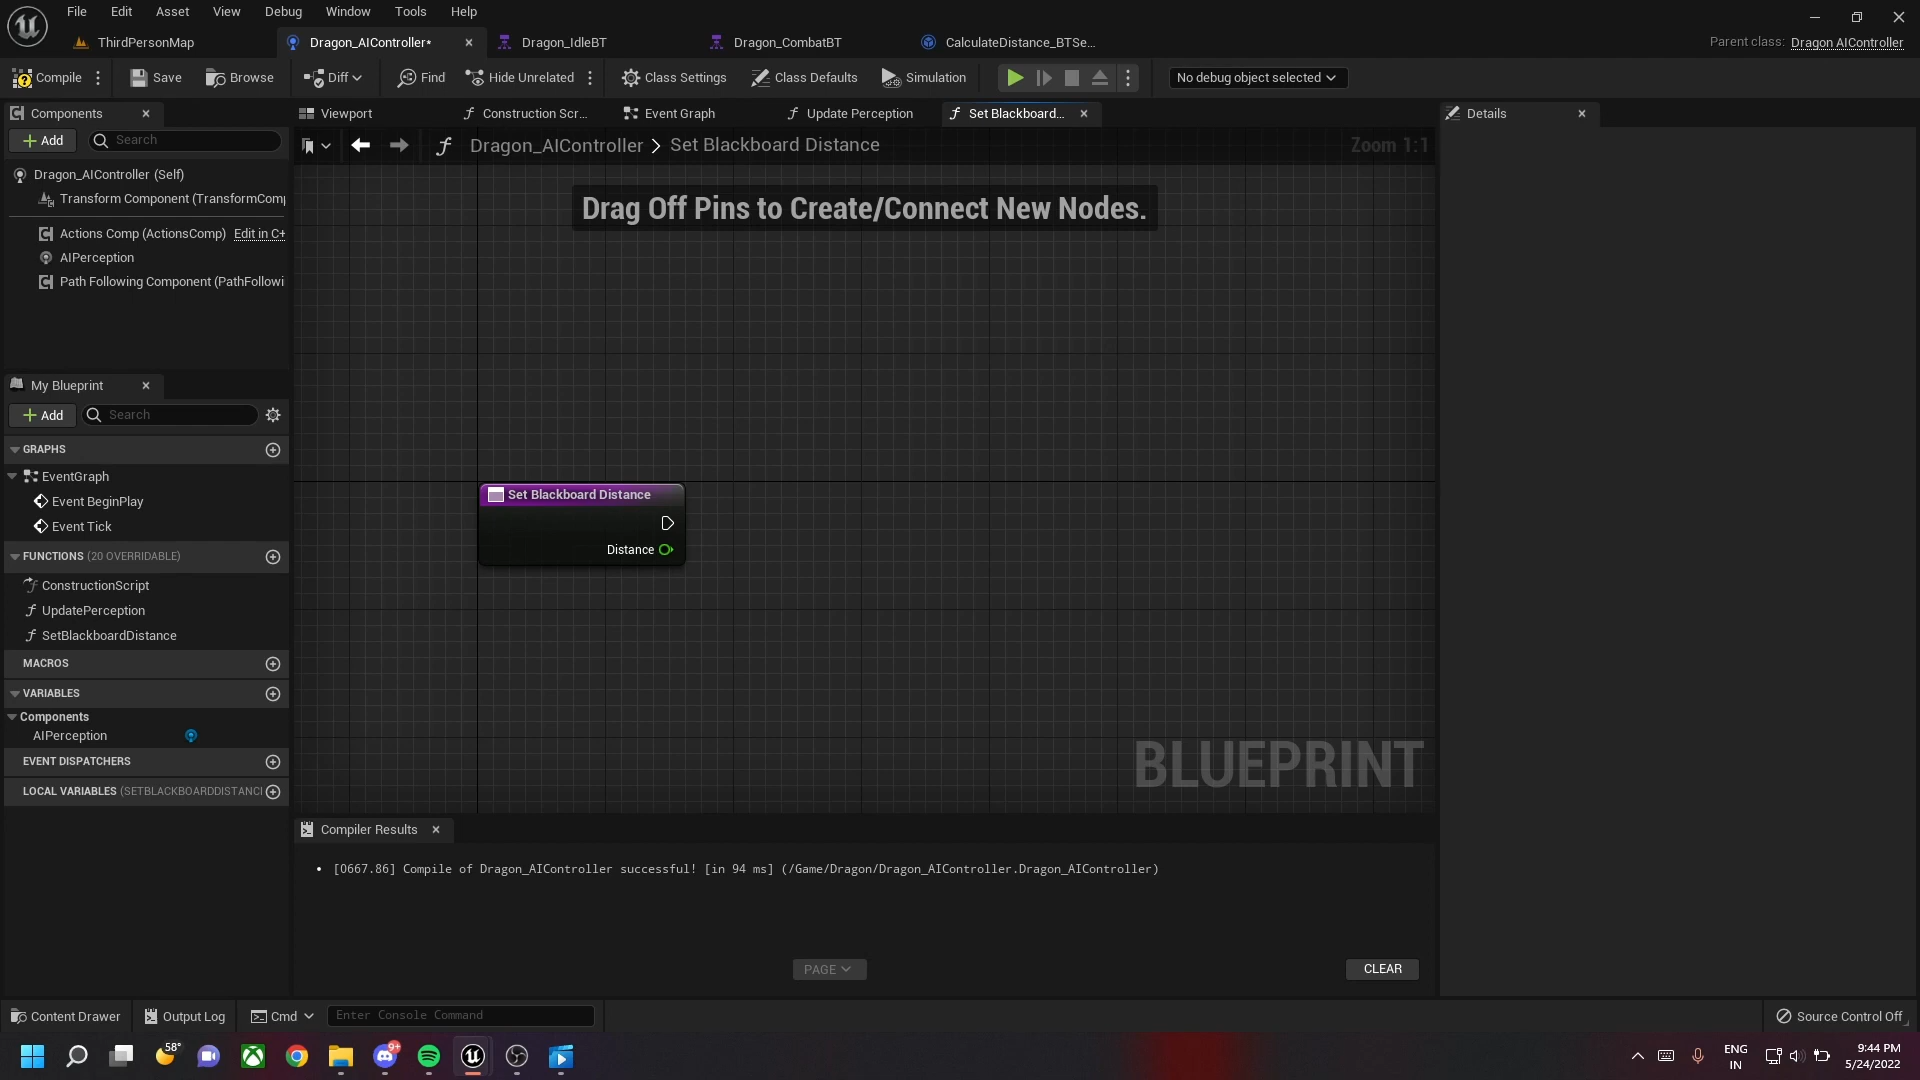 File Edit Asset View Debug Window Tools Help
ThirdPersonMap Dragon_AIController* Dragon_IdleBT Dragon_CombatBT CalculateDistance_BTSe... Parent class: Dragon AIController
Compile Save Browse Diff Find Hide Unrelated Class Settings Class Defaults Simulation No debug object selected
Components
Add Search
Dragon_AIController (Self)
Transform Component (TransformComp
Actions Comp (ActionsComp) Edit in C+
AIPerception
Path Following Component (PathFollowi
Viewport Construction Scr... Event Graph Update Perception Set Blackboard... Details
Dragon_AIController > Set Blackboard Distance Zoom 1:1
Drag Off Pins to Create/Connect New Nodes.
Set Blackboard Distance
Distance
BLUEPRINT
My Blueprint
Add Search
GRAPHS
EventGraph
Event BeginPlay
Event Tick
FUNCTIONS (20 OVERRIDABLE)
ConstructionScript
UpdatePerception
SetBlackboardDistance
MACROS
VARIABLES
Components
AIPerception
EVENT DISPATCHERS
LOCAL VARIABLES (SETBLACKBOARDDISTANCE
Compiler Results
[0667.86] Compile of Dragon_AIController successful! [in 94 ms] (/Game/Dragon/Dragon_AIController.Dragon_AIController)
PAGE CLEAR
Content Drawer Output Log Cmd Enter Console Command Source Control Off
58° 9+ ENG IN 9:44 PM 5/24/2022